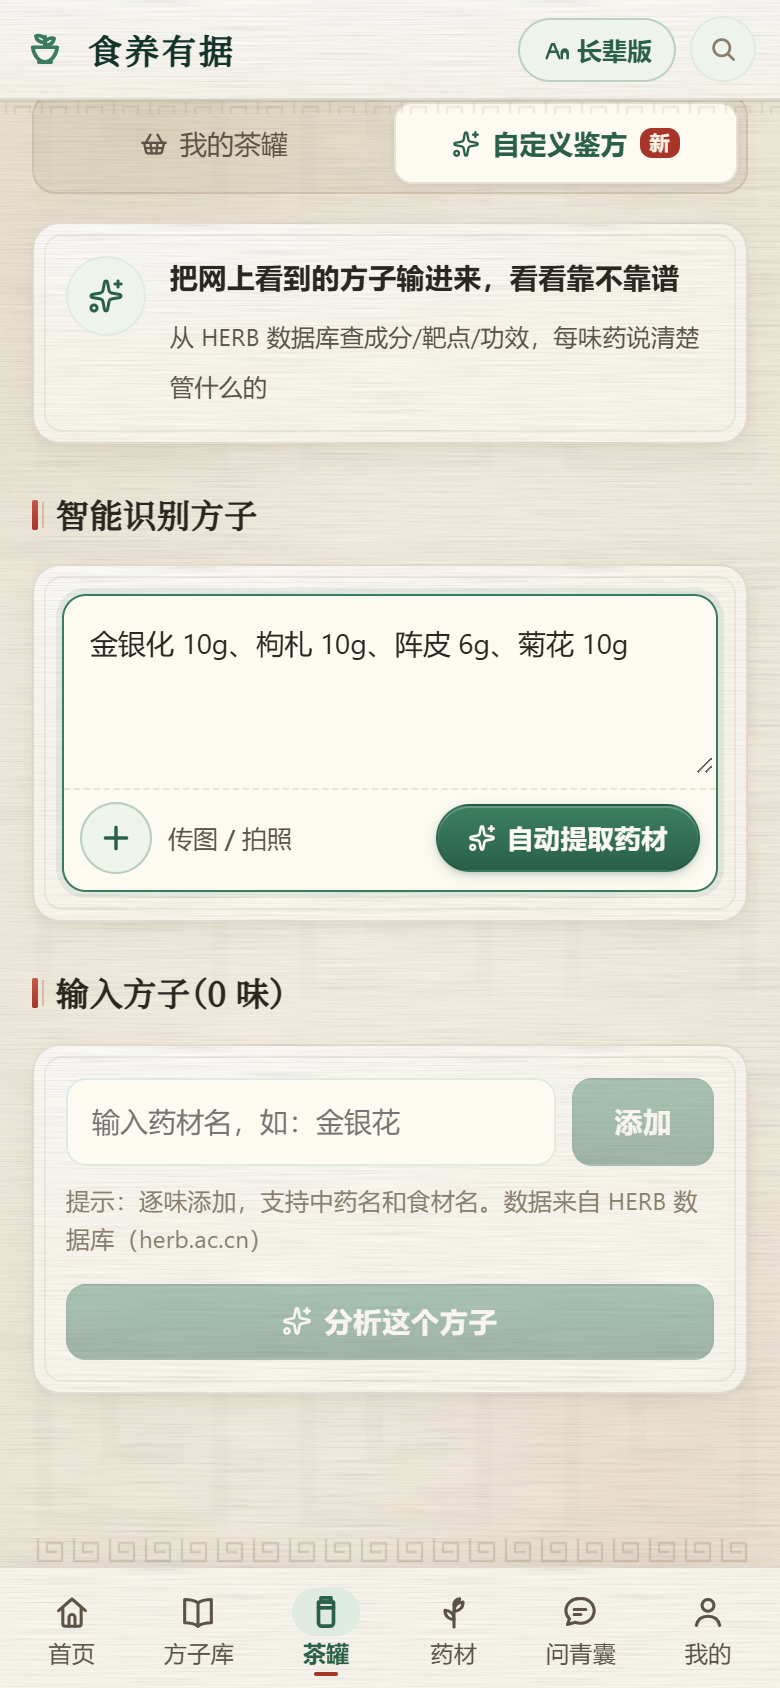 食养有据
长辈版
我的茶罐
自定义鉴方 新
把网上看到的方子输进来，看看靠不靠谱
从 HERB 数据库查成分/靶点/功效，每味药说清楚
管什么的
智能识别方子
金银化 10g、枸札 10g、阵皮 6g、菊花 10g
传图 / 拍照
自动提取药材
输入方子(0 味)
输入药材名，如：金银花
添加
提示：逐味添加，支持中药名和食材名。数据来自 HERB 数
据库（herb.ac.cn）
分析这个方子
首页
方子库
茶罐
药材
问青囊
我的